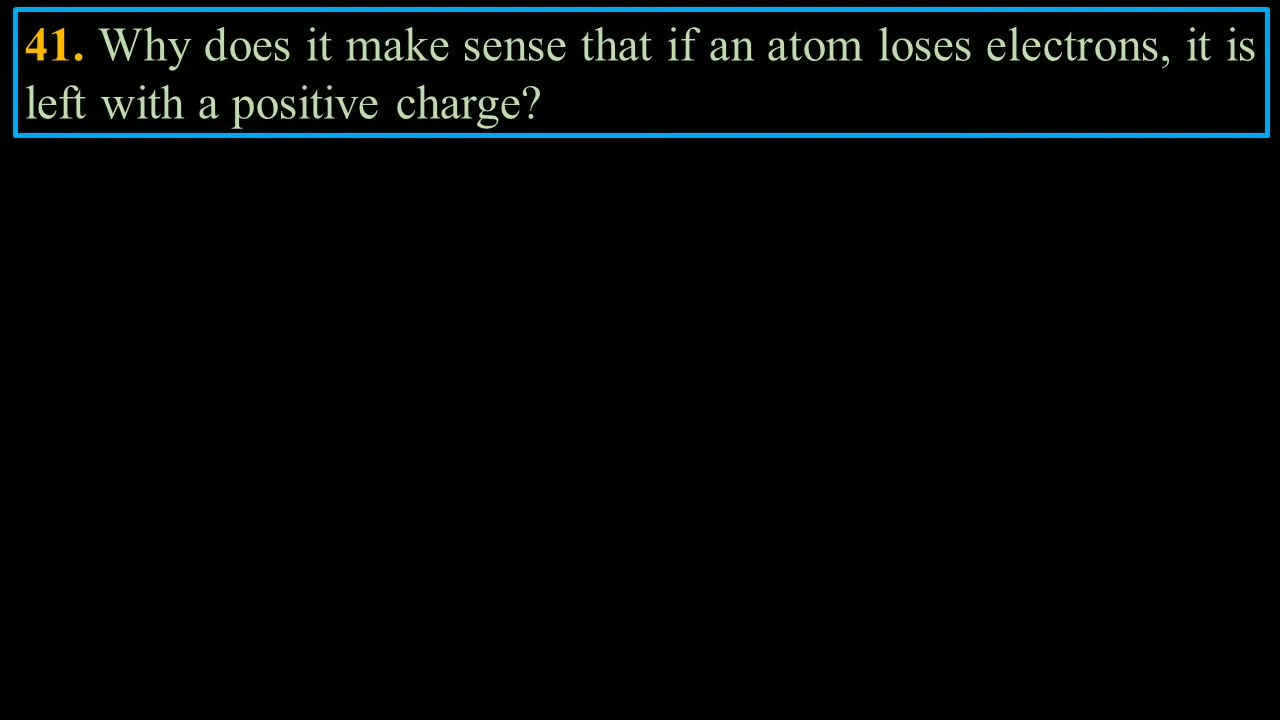 41. Why does it make sense that if an atom loses electrons, it is
left with a positive charge?